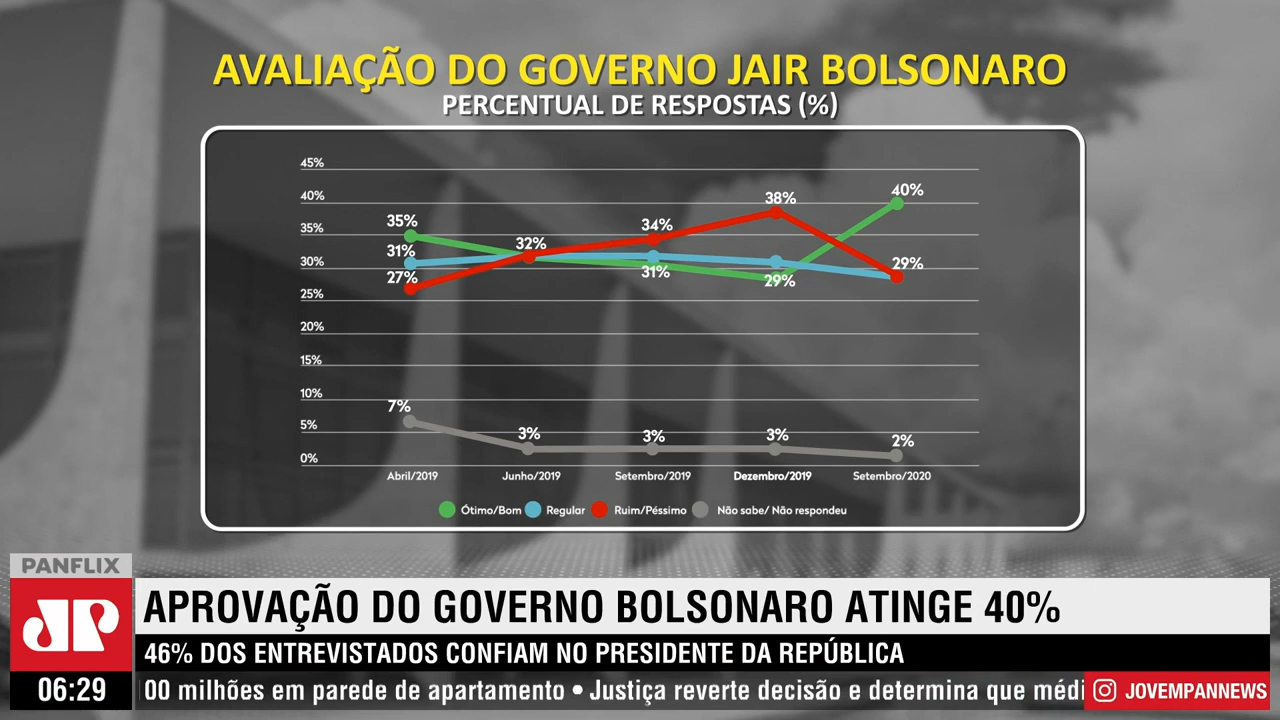 AVALIAÇÃO DO GOVERNO JAIR BOLSONARO
PERCENTUAL DE RESPOSTAS (%)
45%
40%
35%
30%
25%
20%
15%
10%
5%
0%
35%
31%
27%
32%
34%
31%
38%
29%
40%
29%
7%
3%
3%
3%
2%
Abril/2019 Junho/2019 Setembro/2019 Dezembro/2019 Setembro/2020
Ótimo/Bom Regular Ruim/Péssimo Não sabe/ Não respondeu
PANFLIX
JP
APROVAÇÃO DO GOVERNO BOLSONARO ATINGE 40%
46% DOS ENTREVISTADOS CONFIAM NO PRESIDENTE DA REPÚBLICA
06:29
00 milhões em parede de apartamento • Justiça reverte decisão e determina que médi
JOVEMPANNEWS